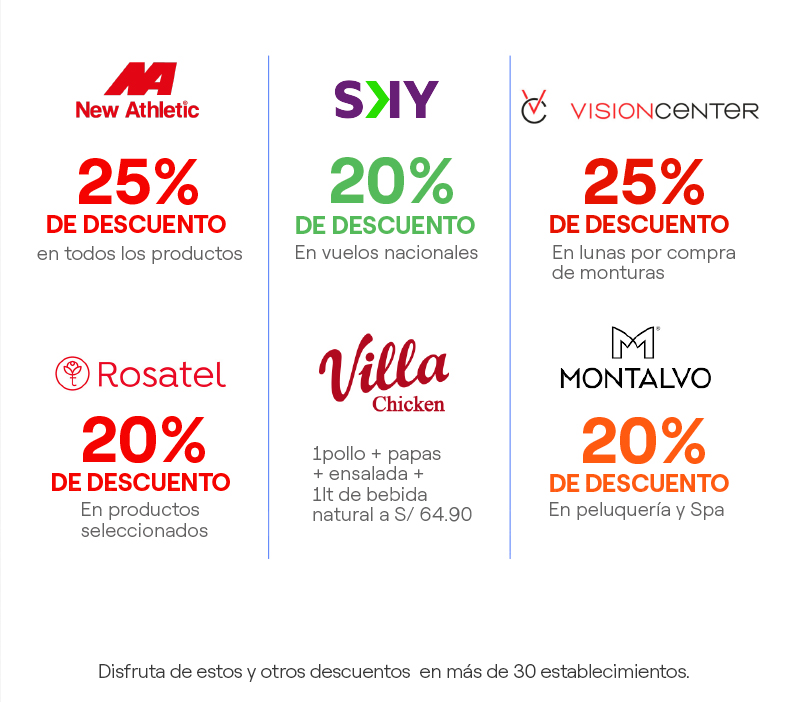 NA
New Athletic
25%
DE DESCUENTO
en todos los productos
SKY
20%
DE DESCUENTO
En vuelos nacionales
VC VISIONCENTER
25%
DE DESCUENTO
En lunas por compra
de monturas
Rosatel
20%
DE DESCUENTO
En productos
seleccionados
Villa
Chicken
1pollo + papas
+ ensalada +
1lt de bebida
natural a S/ 64.90
M®
MONTALVO
20%
DE DESCUENTO
En peluquería y Spa
Disfruta de estos y otros descuentos en más de 30 establecimientos.